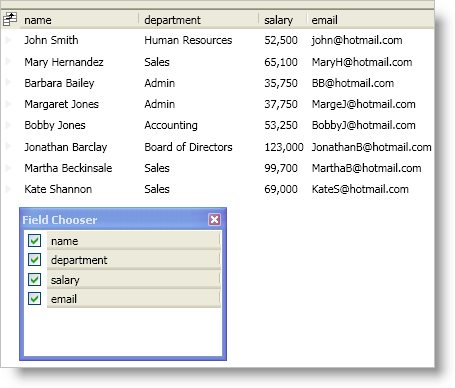 name department salary email
John Smith Human Resources 52,500 john@hotmail.com
Mary Hernandez Sales 65,100 MaryH@hotmail.com
Barbara Bailey Admin 35,750 BB@hotmail.com
Margaret Jones Admin 37,750 MargeJ@hotmail.com
Bobby Jones Accounting 53,250 BobbyJ@hotmail.com
Jonathan Barclay Board of Directors 123,000 JonathanB@hotmail.com
Martha Beckinsale Sales 99,700 MarthaB@hotmail.com
Kate Shannon Sales 69,000 KateS@hotmail.com
Field Chooser
name
department
salary
email